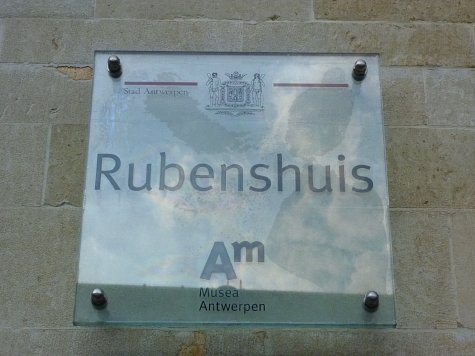 Stad Antwerpen
Rubenshuis
Am
Musea
Antwerpen